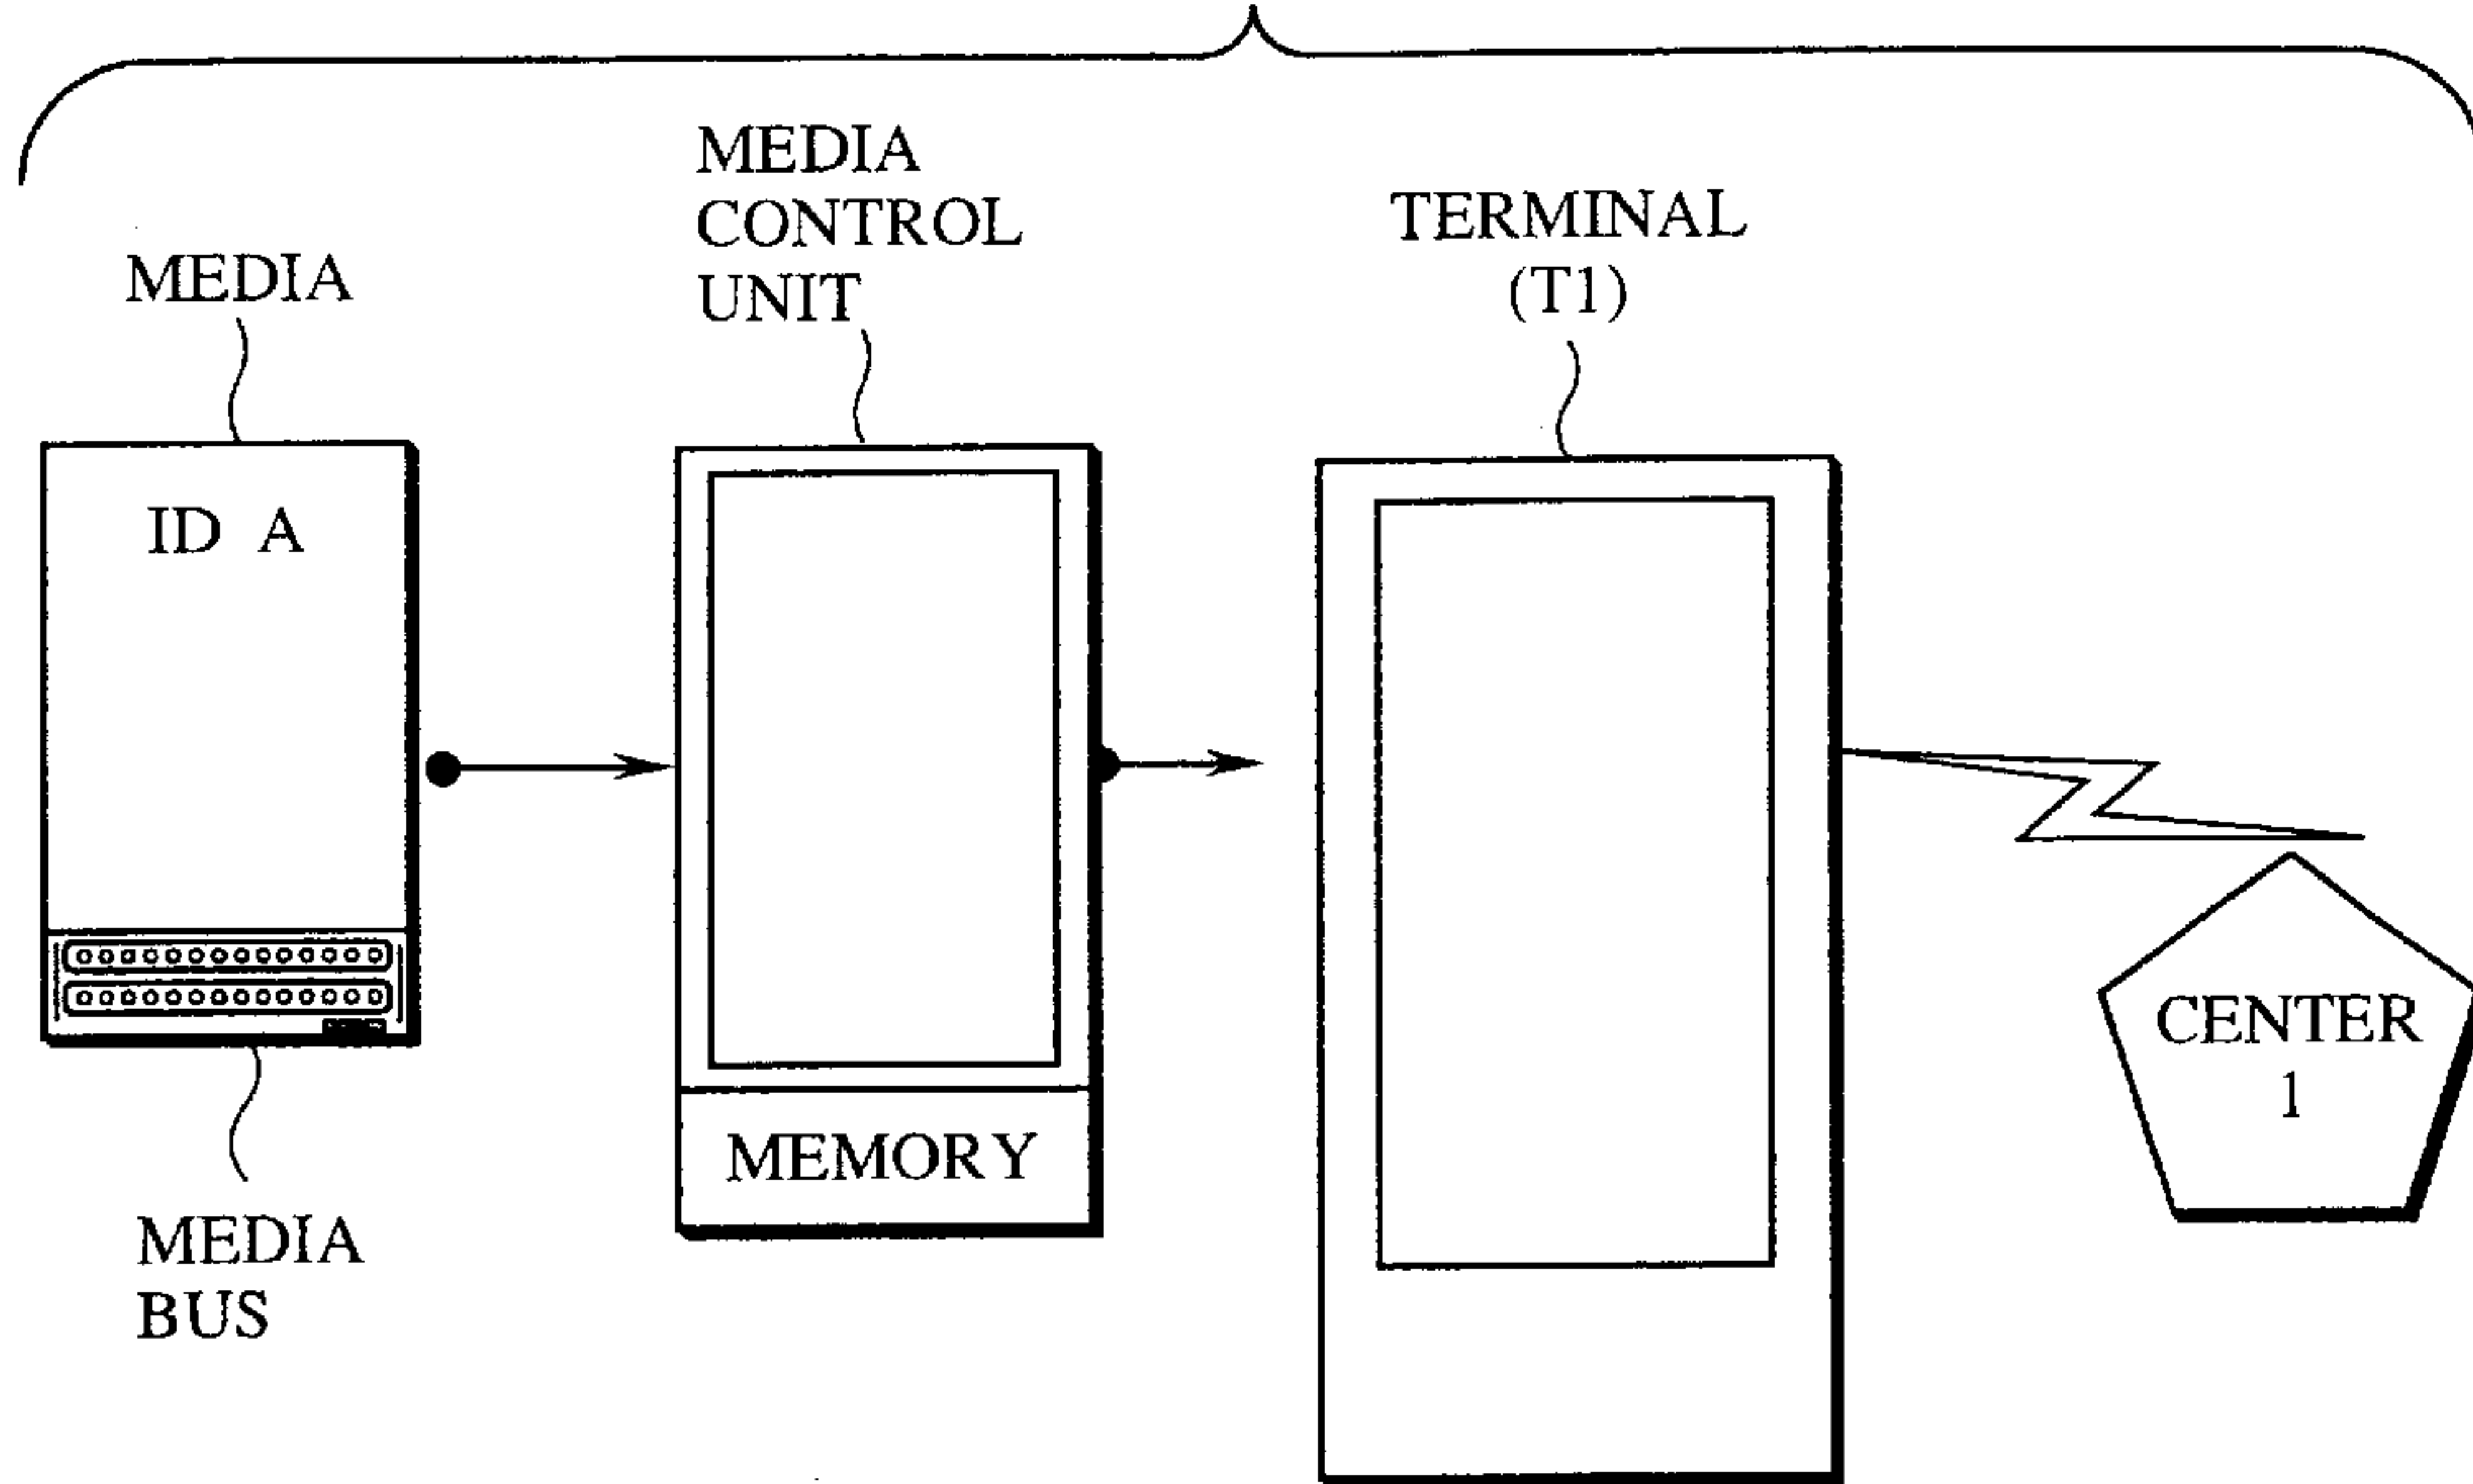 MEDIA
CONTROL
UNIT
TERMINAL
(T1)
MEDIA
ID A
CENTER
1
MEMORY
MEDIA
BUS